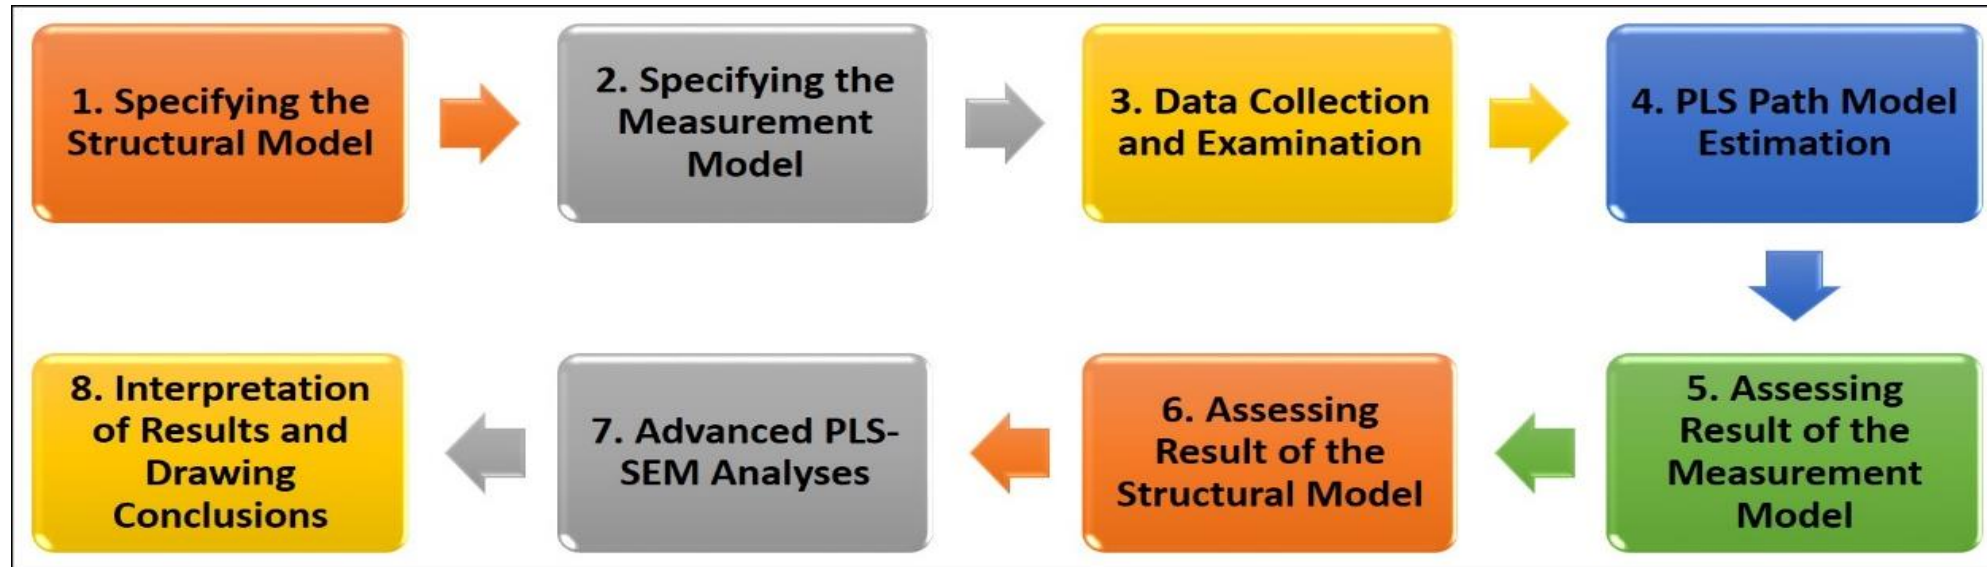 1. Specifying the
Structural Model
2. Specifying the
Measurement
Model
3. Data Collection
and Examination
4. PLS Path Model
Estimation
5. Assessing
Result of the
Measurement
Model
6. Assessing
Result of the
Structural Model
7. Advanced PLS-
SEM Analyses
8. Interpretation
of Results and
Drawing
Conclusions